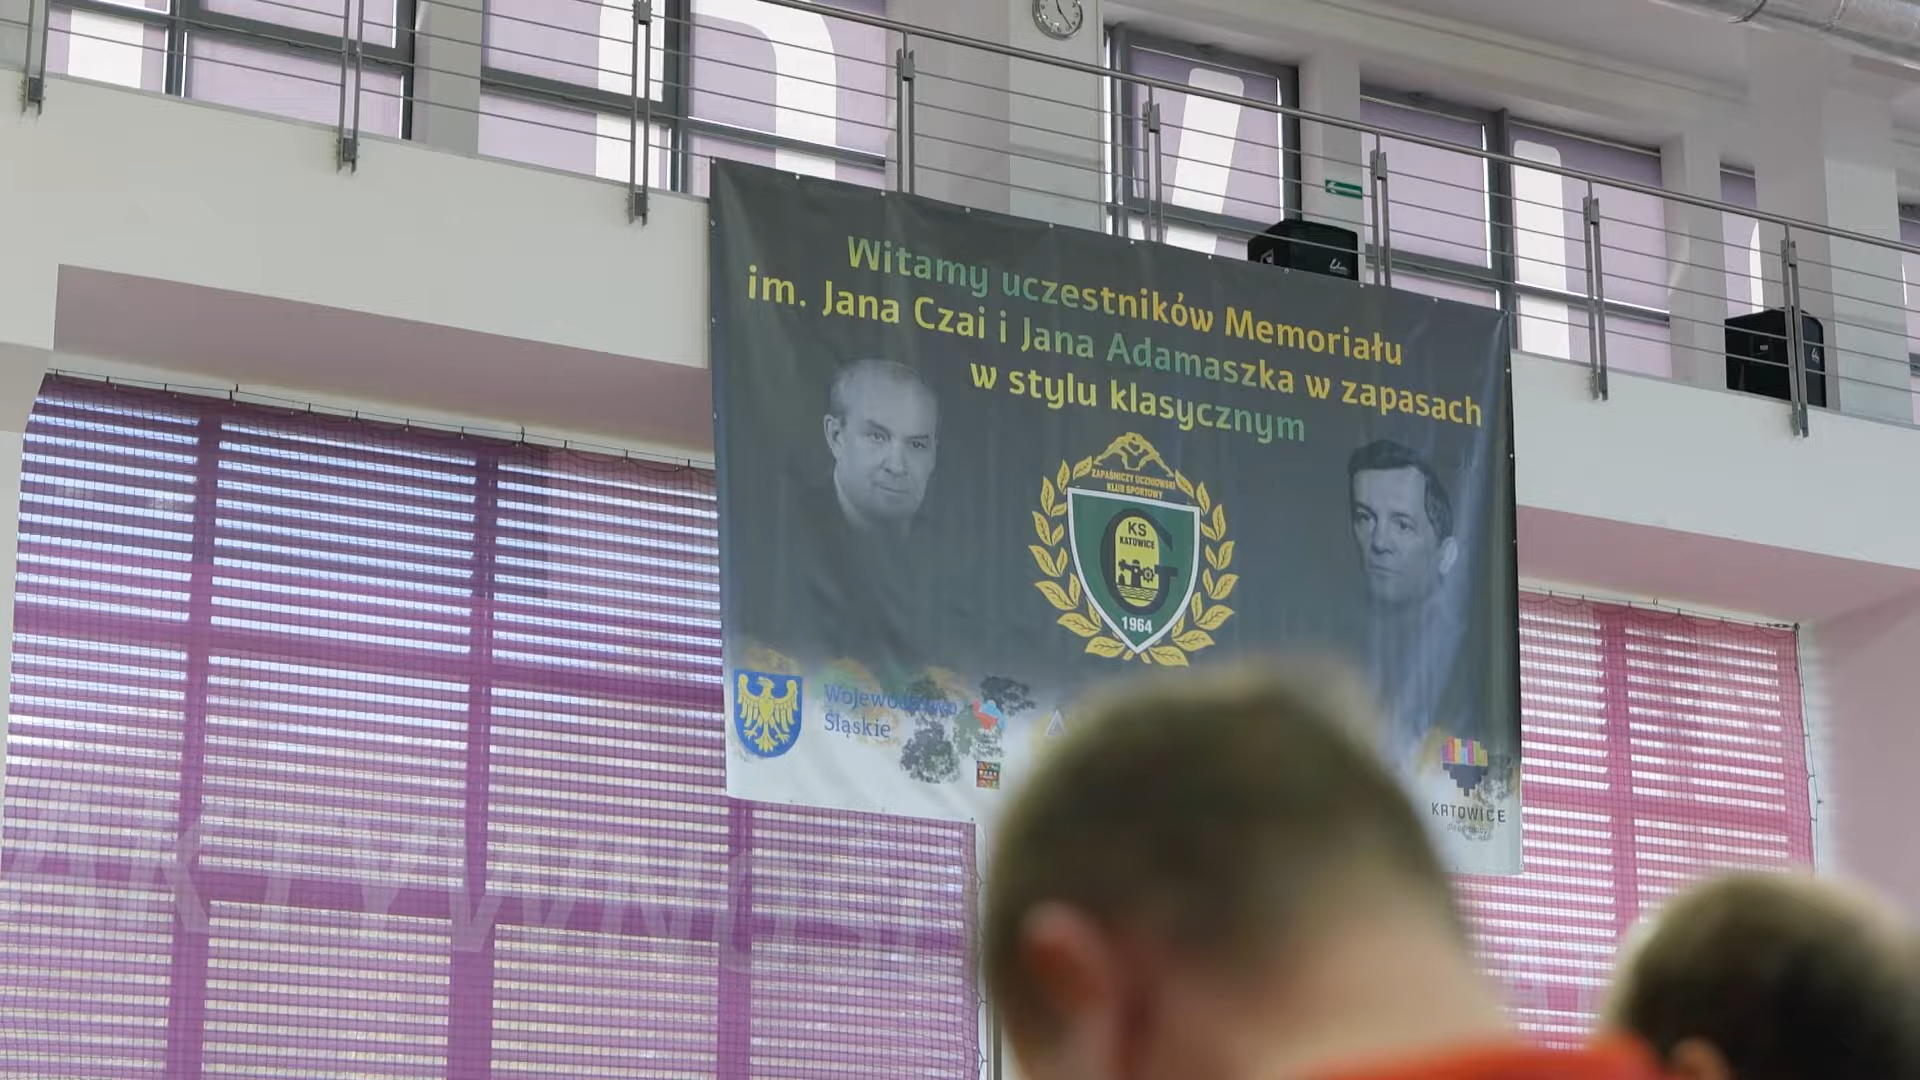 Witamy uczestników Memoriału
im. Jana Czai i Jana Adamaszka w zapasach
w stylu klasycznym
ZAPAŚNICZY UCZNIOWSKI
KLUB SPORTOWY
KS
KATOWICE
1964
Województwo
Śląskie
KATOWICE